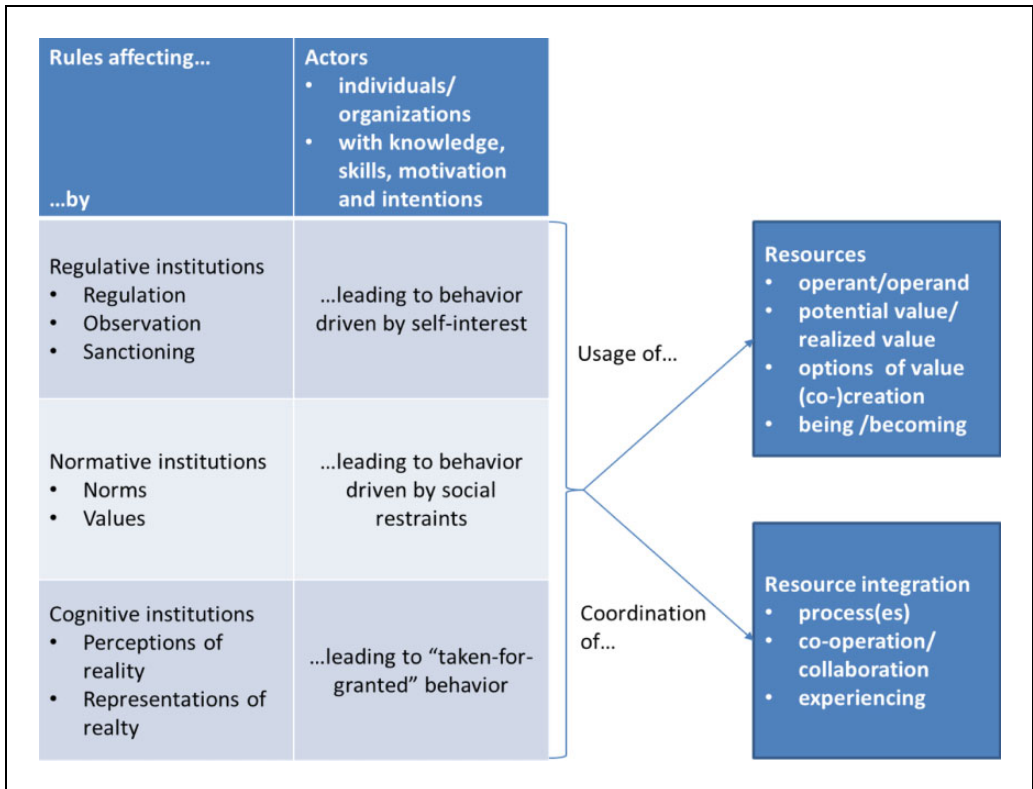 Rules affecting...
...by
Actors
• individuals/
organizations
• with knowledge,
skills, motivation
and intentions
Regulative institutions
• Regulation
• Observation
• Sanctioning
...leading to behavior
driven by self-interest
Normative institutions
• Norms
• Values
...leading to behavior
driven by social
restraints
Cognitive institutions
• Perceptions of
reality
• Representations of
realty
...leading to “taken-for-
granted” behavior
Usage of...
Coordination
of...
Resources
• operant/operand
• potential value/
realized value
• options of value
(co-)creation
• being /becoming
Resource integration
• process(es)
• co-operation/
collaboration
• experiencing